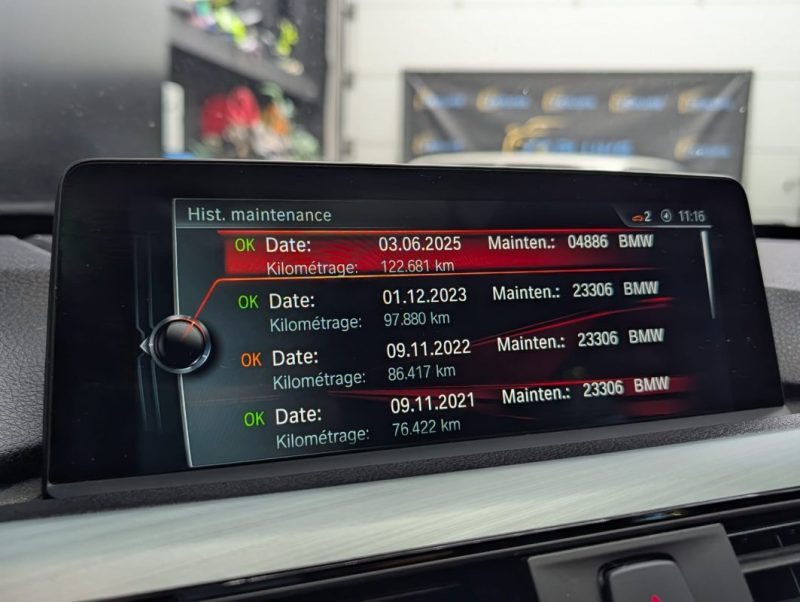 Hist. maintenance 2 11:16
OK Date: 03.06.2025 Mainten.: 04886 BMW
Kilométrage: 122.681 km
OK Date: 01.12.2023 Mainten.: 23306 BMW
Kilométrage: 97.880 km
OK Date: 09.11.2022 Mainten.: 23306 BMW
Kilométrage: 86.417 km
OK Date: 09.11.2021 Mainten.: 23306 BMW
Kilométrage: 76.422 km